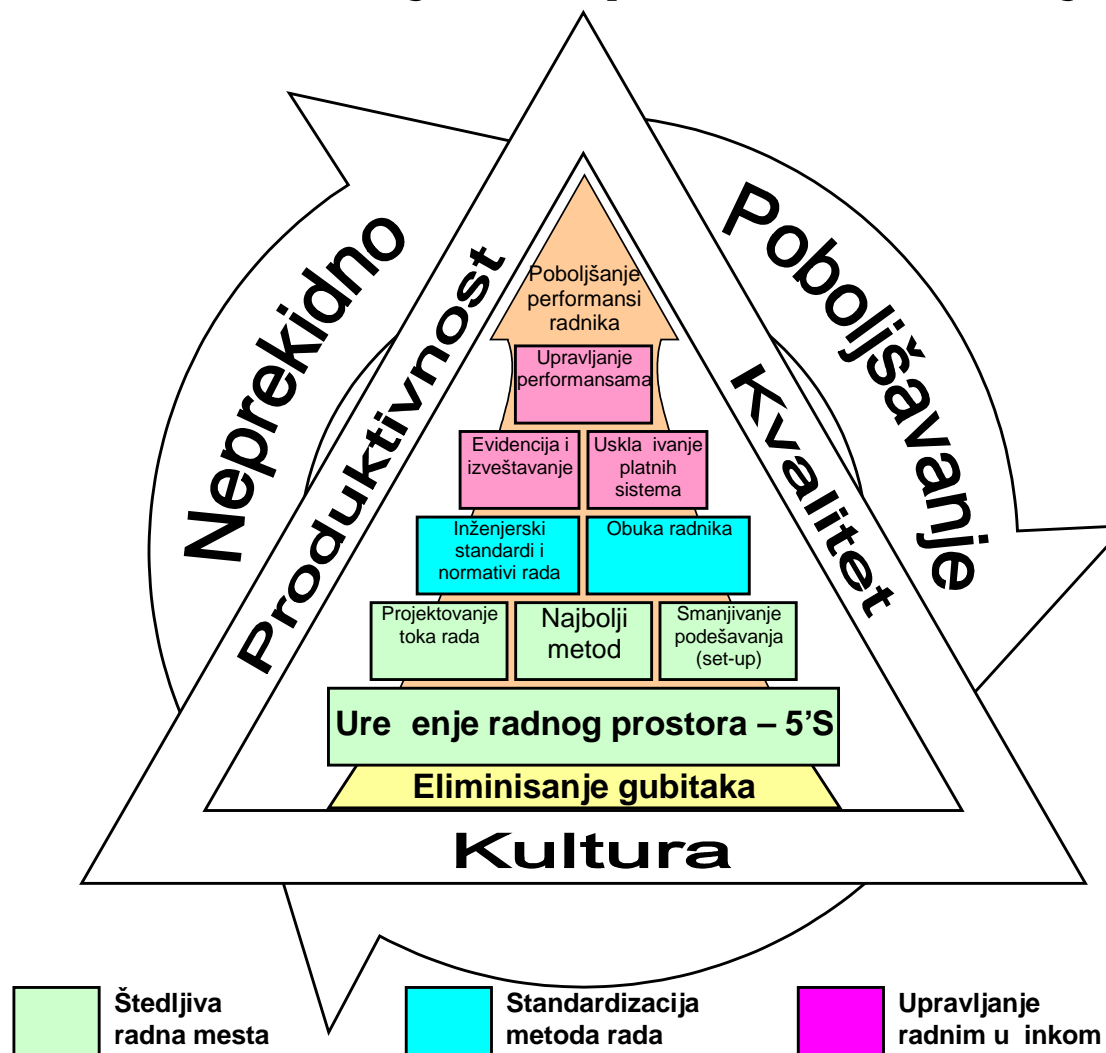 Neprekidno
Poboljšavanje
Produktivnost
Kvalitet
Kultura
Poboljšanje
performansi
radnika
Upravljanje
performansama
Evidencija i
izveštavanje
Uskla ivanje
platnih
sistema
Inženjerski
standardi i
normativi rada
Obuka radnika
Projektovanje
toka rada
Najbolji
metod
Smanjivanje
podešavanja
(set-up)
Ure enje radnog prostora – 5'S
Eliminisanje gubitaka
Štedljiva
radna mesta
Standardizacija
metoda rada
Upravljanje
radnim u inkom